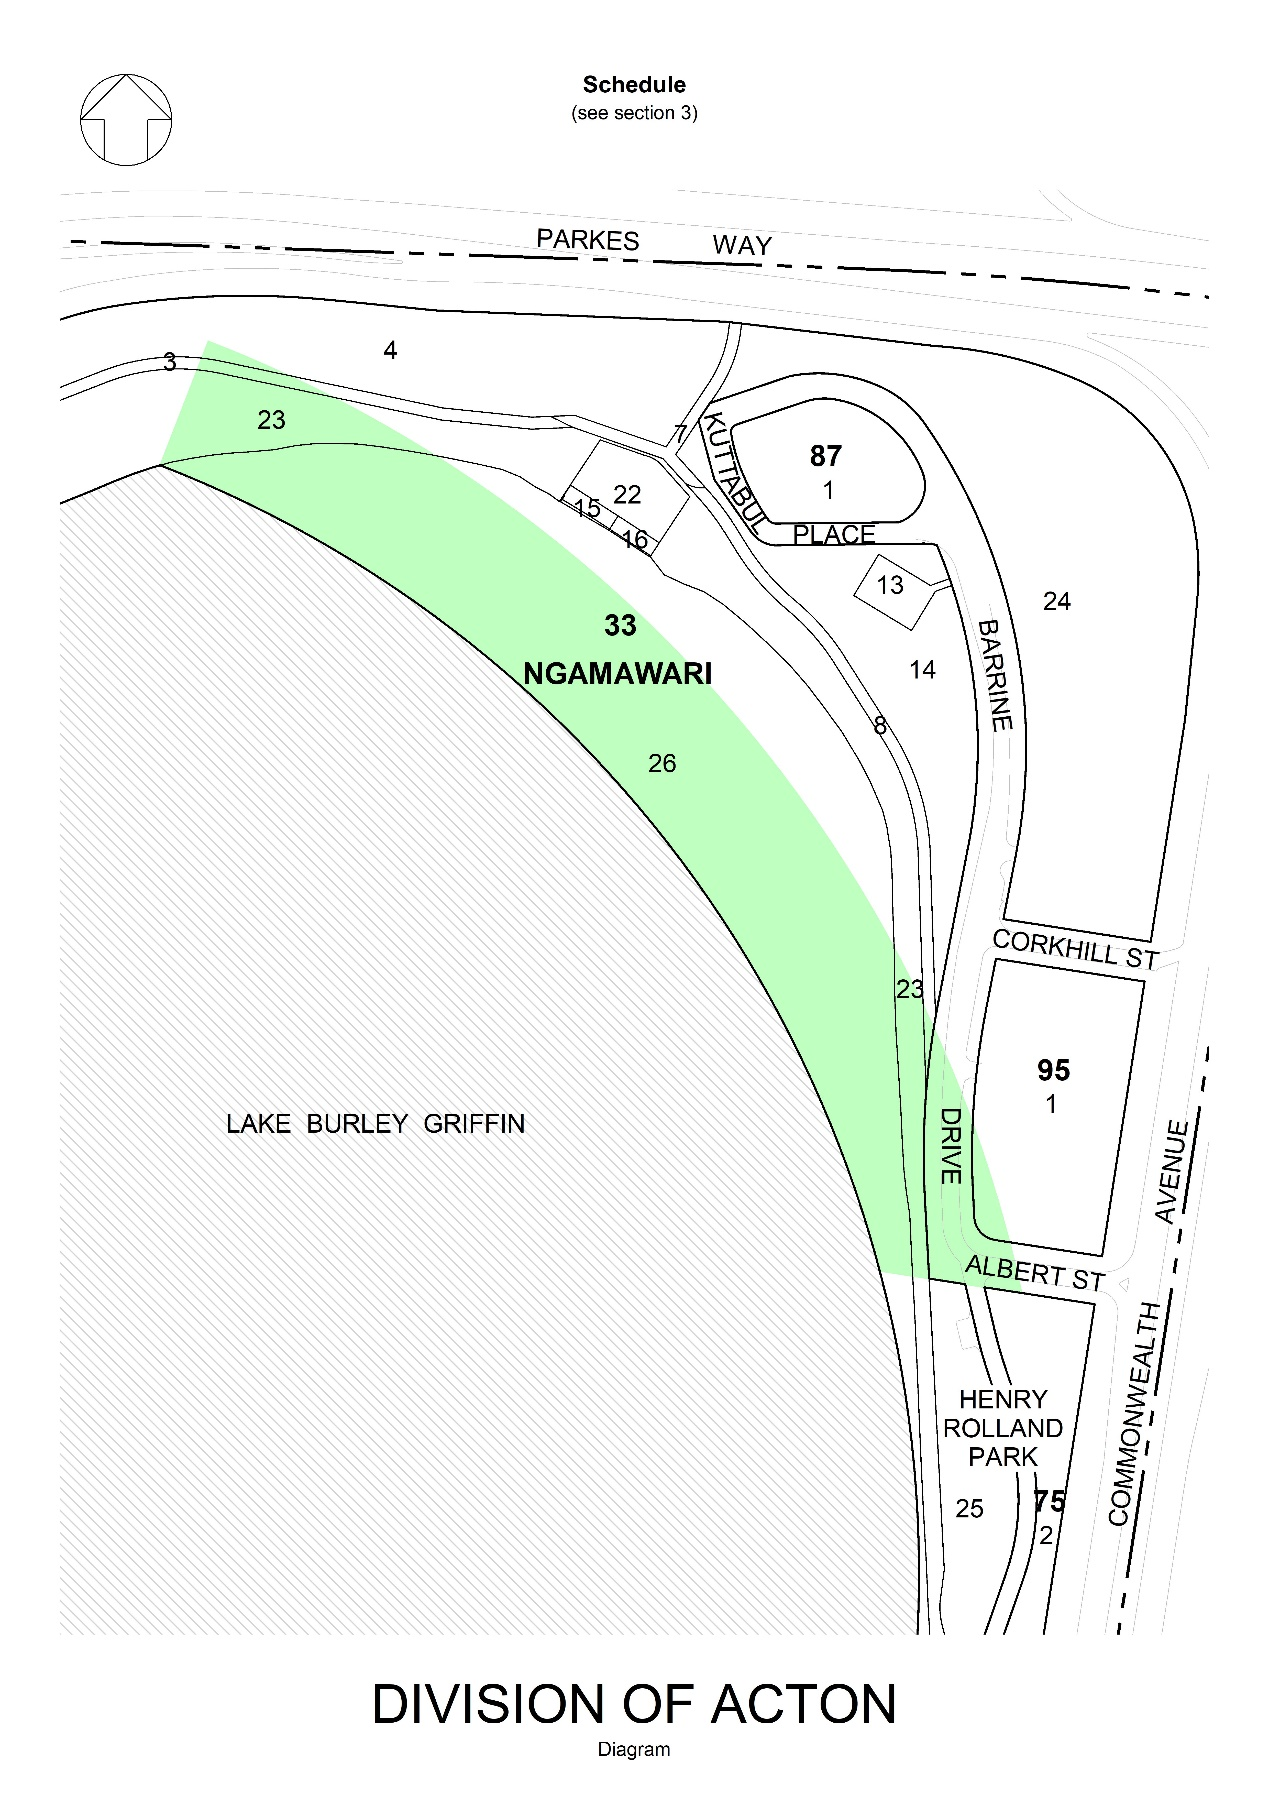 Schedule
(see section 3)
PARKES WAY
3
4
23
7
KUTTABUL
87
1
22
15
16
PLACE
13
24
33
NGAMAWARI
BARRINE
14
8
26
CORKHILL ST
23
95
1
LAKE BURLEY GRIFFIN
DRIVE
AVENUE
ALBERT ST
COMMONWEALTH
HENRY
ROLLAND
PARK
75
25
2
DIVISION OF ACTON
Diagram